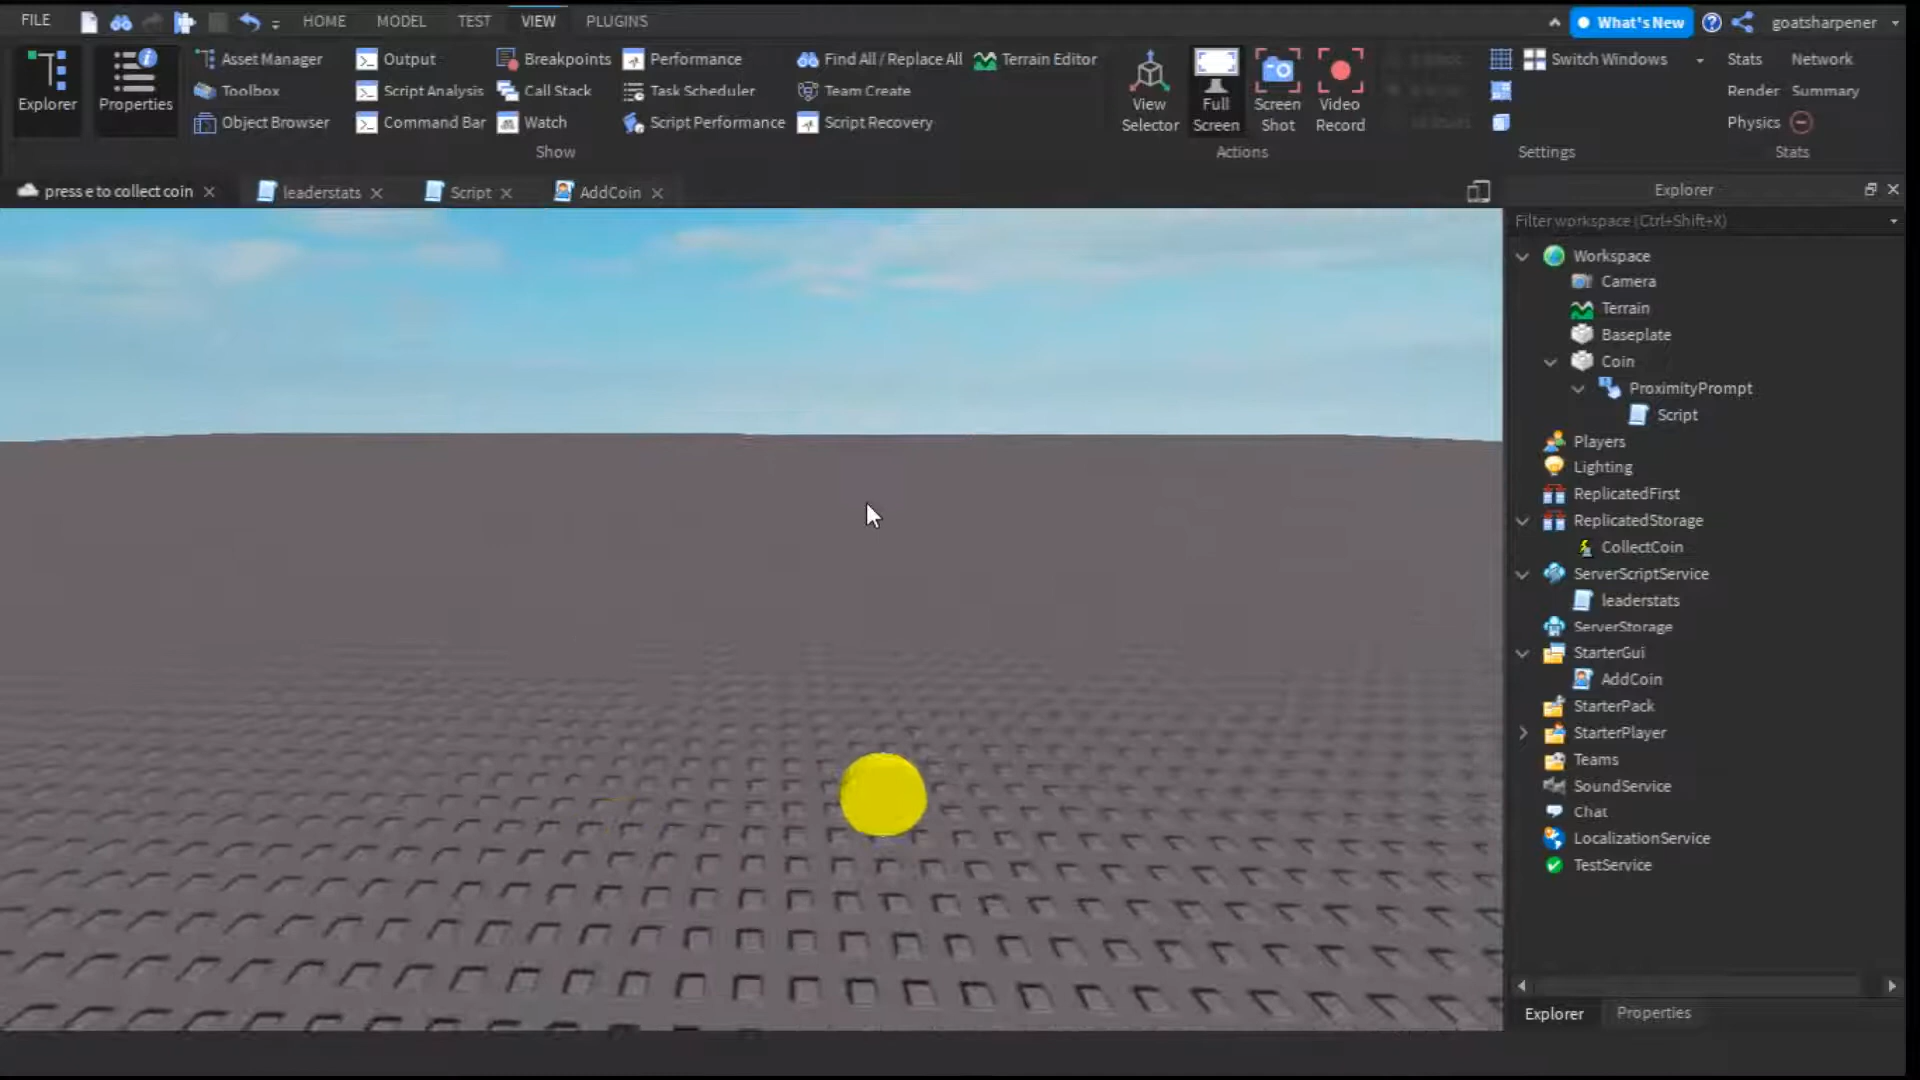 FILE HOME MODEL TEST VIEW PLUGINS What's New goatsharpener
Explorer
Properties
Asset Manager
Toolbox
Object Browser
Output
Script Analysis
Command Bar
Breakpoints
Call Stack
Watch
Performance
Task Scheduler
Script Performance
Find All / Replace All
Team Create
Script Recovery
Terrain Editor
Show
View
Selector
Full
Screen
Screen
Shot
Video
Record
Actions
Switch Windows
Settings
Stats Network
Render Summary
Physics
Stats
press e to collect coin leaderstats Script AddCoin
Explorer
Filter workspace (Ctrl+Shift+X)
Workspace
Camera
Terrain
Baseplate
Coin
ProximityPrompt
Script
Players
Lighting
ReplicatedFirst
ReplicatedStorage
CollectCoin
ServerScriptService
leaderstats
ServerStorage
StarterGui
AddCoin
StarterPack
StarterPlayer
Teams
SoundService
Chat
LocalizationService
TestService
Explorer Properties